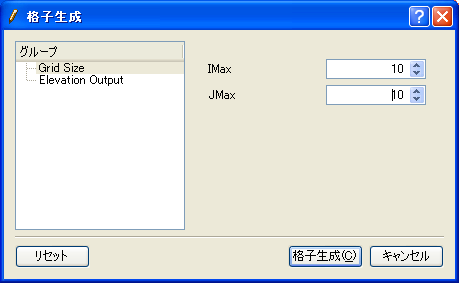 格子生成
グループ
Grid Size
Elevation Output
IMax 10
JMax 10
リセット 格子生成(C) キャンセル